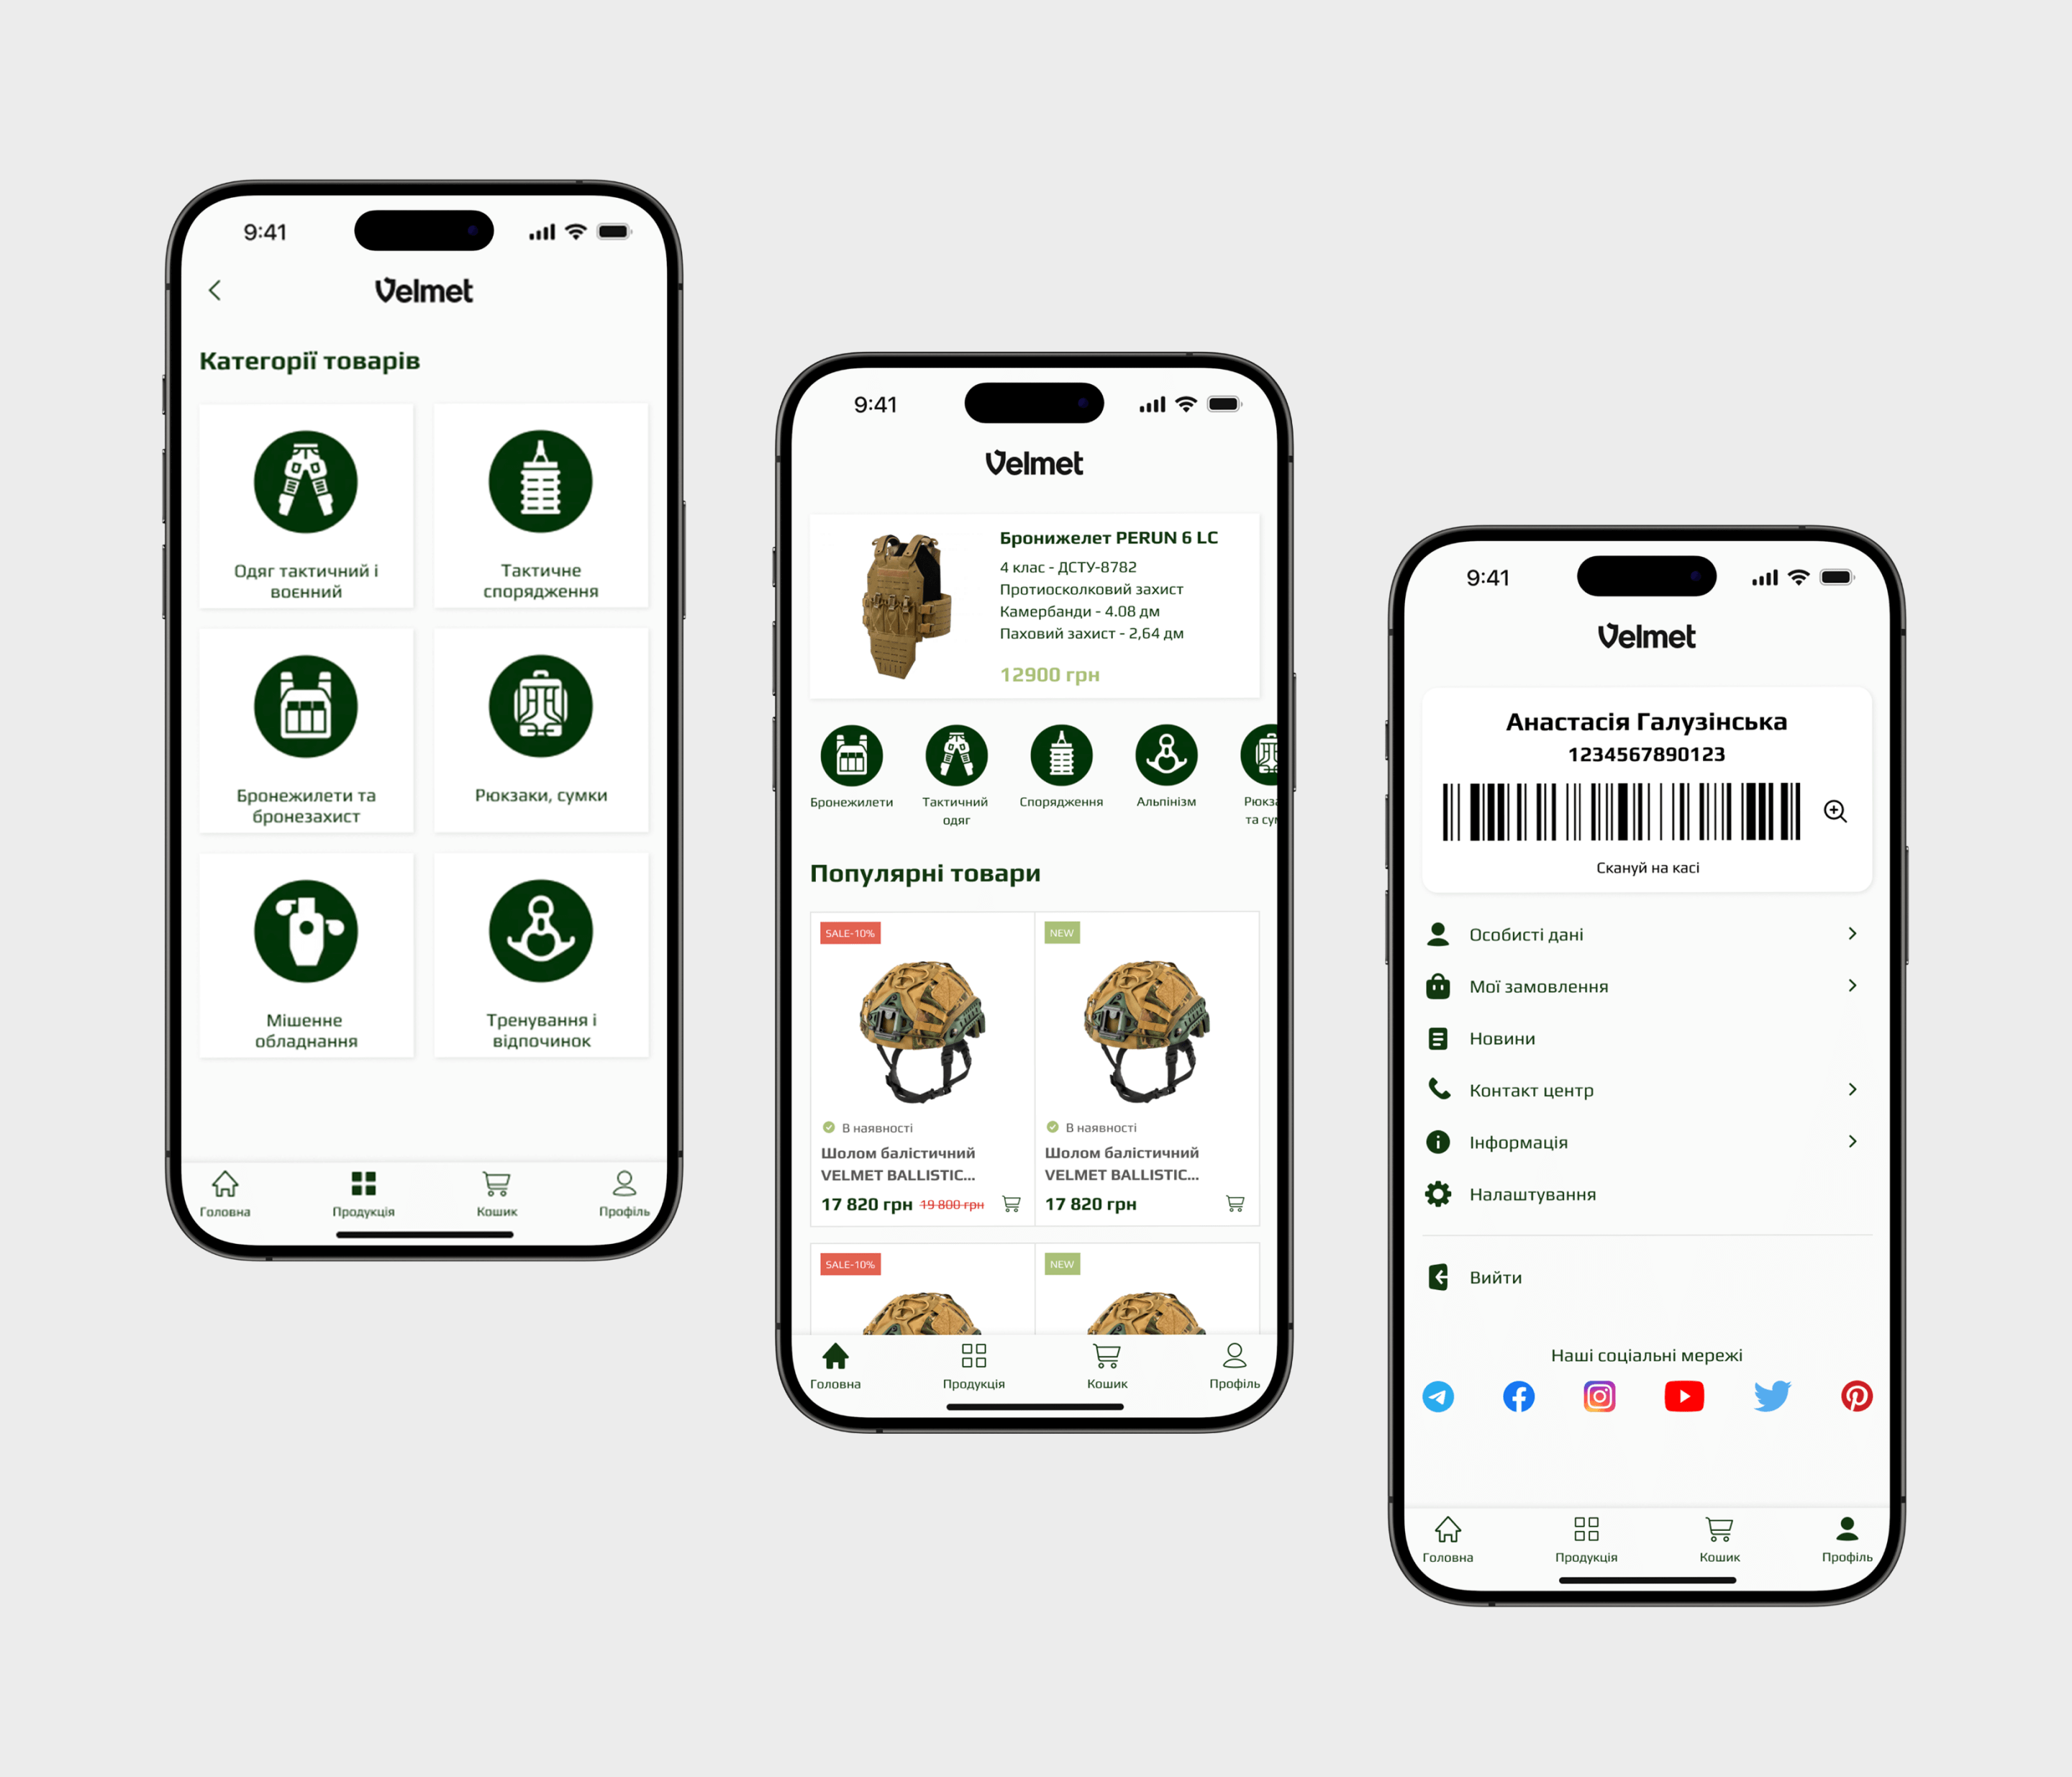 9:41
Velmet
Категорії товарів
Одяг тактичний і
воєнний
Тактичне
спорядження
Бронежилети та
бронезахист
Рюкзаки, сумки
Мішенне
обладнання
Тренування і
відпочинок
Головна
Продукція
Кошик
Профіль
9:41
Velmet
Бронижелет PERUN 6 LC
4 клас - ДСТУ-8782
Протиосколковий захист
Камербанди - 4.08 дм
Паховий захист - 2,64 дм
12900 грн
Бронежилети
Тактичний
одяг
Спорядження
Альпінізм
Рюкза
та су
Популярні товари
SALE-10%
В наявності
Шолом балістичний
VELMET BALLISTIC...
17 820 грн 19 800 грн
NEW
В наявності
Шолом балістичний
VELMET BALLISTIC...
17 820 грн
SALE-10%
NEW
Головна
Продукція
Кошик
Профіль
9:41
Velmet
Анастасія Галузінська
1234567890123
Скануй на касі
Особисті дані
Мої замовлення
Новини
Контакт центр
Інформація
Налаштування
Вийти
Наші соціальні мережі
Головна
Продукція
Кошик
Профіль